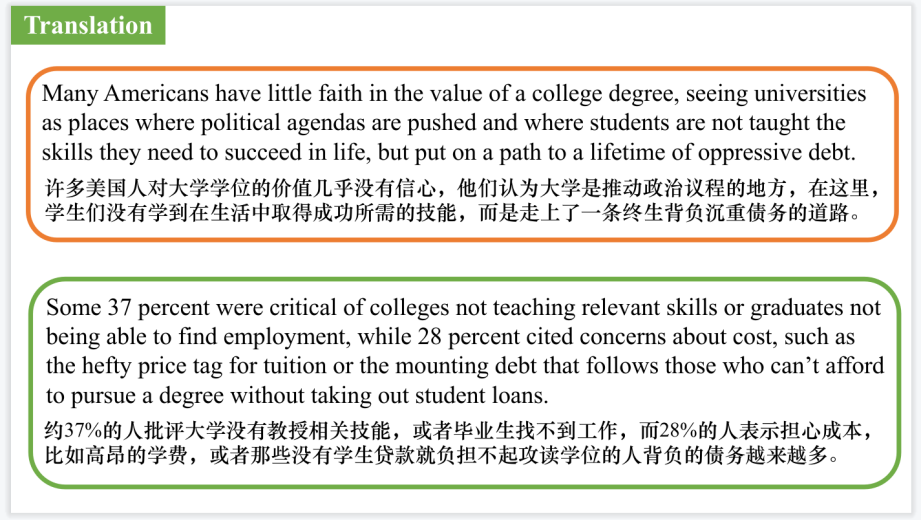 Translation
Many Americans have little faith in the value of a college degree, seeing universities
as places where political agendas are pushed and where students are not taught the
skills they need to succeed in life, but put on a path to a lifetime of oppressive debt.
许多美国人对大学学位的价值几乎没有信心，他们认为大学是推动政治议程的地方，在这里，
学生们没有学到在生活中取得成功所需的技能，而是走上了一条终生背负沉重债务的道路。
Some 37 percent were critical of colleges not teaching relevant skills or graduates not
being able to find employment, while 28 percent cited concerns about cost, such as
the hefty price tag for tuition or the mounting debt that follows those who can’t afford
to pursue a degree without taking out student loans.
约37%的人批评大学没有教授相关技能，或者毕业生找不到工作，而28%的人表示担心成本，
比如高昂的学费，或者那些没有学生贷款就负担不起攻读学位的人背负的债务越来越多。